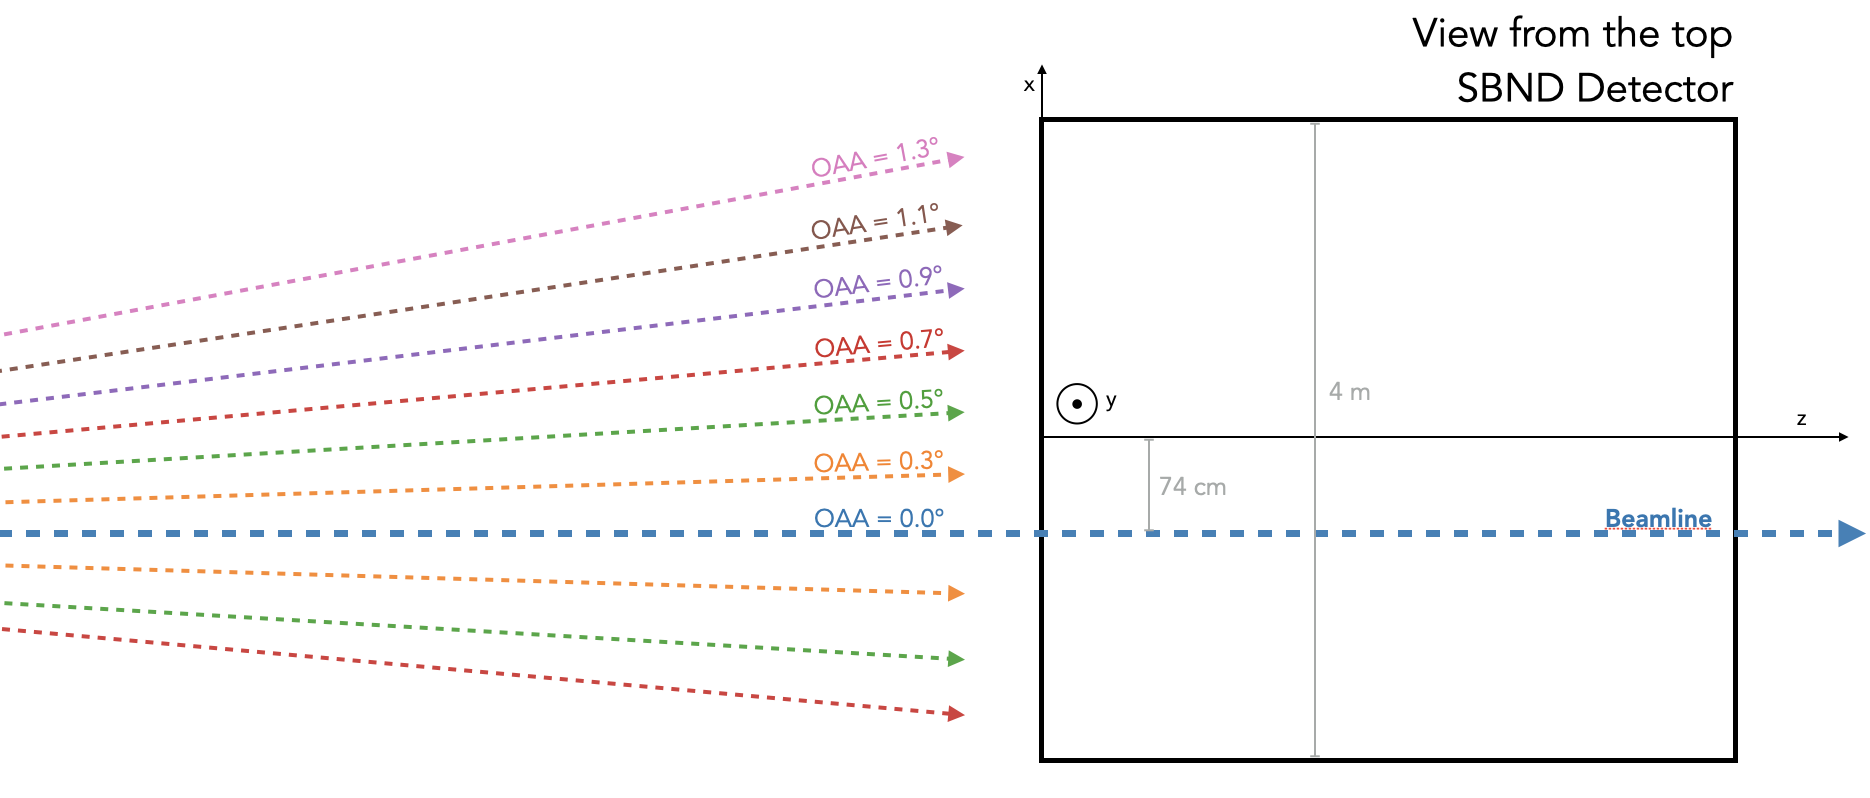 View from the top
SBND Detector
x
OAA = 1.3°
OAA = 1.1°
OAA = 0.9°
OAA = 0.7°
OAA = 0.5°
4 m
y
z
OAA = 0.3°
74 cm
OAA = 0.0°
Beamline